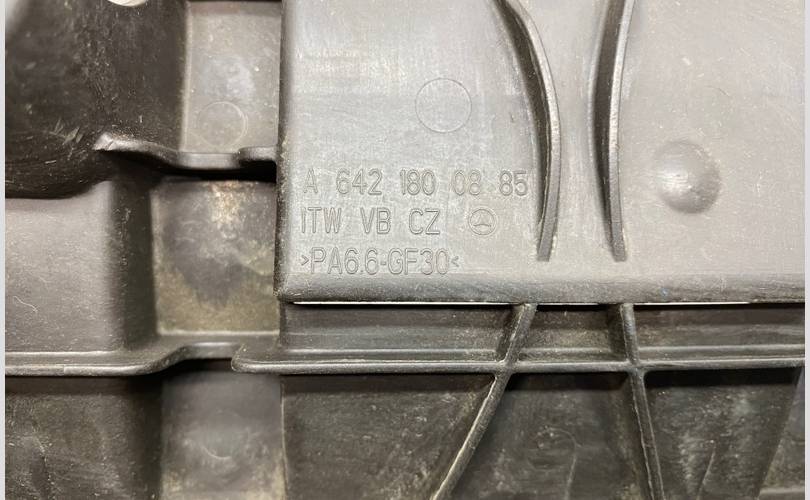 A 642 180 08 85
ITW VB CZ
>PA6.6-GF30<